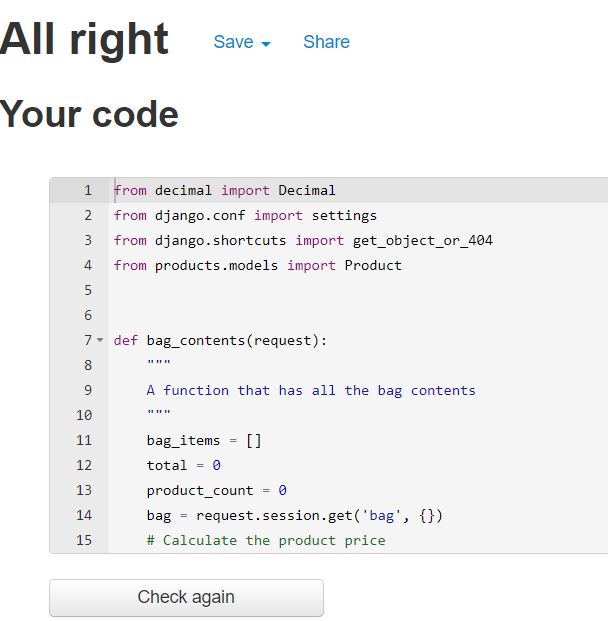 All right Save Share
Your code
1 from decimal import Decimal
2 from django.conf import settings
3 from django.shortcuts import get_object_or_404
4 from products.models import Product
5
6
7 def bag_contents(request):
8     """
9     A function that has all the bag contents
10     """
11     bag_items = []
12     total = 0
13     product_count = 0
14     bag = request.session.get('bag', {})
15     # Calculate the product price
Check again